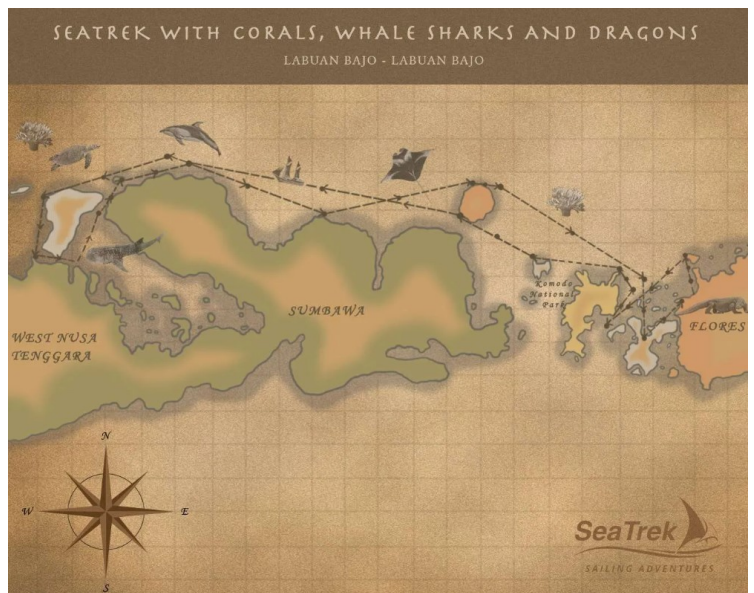 SEATREK WITH CORALS, WHALE SHARKS AND DRAGONS
LABUAN BAJO - LABUAN BAJO
Komodo
National
Park
SUMBAWA
FLORES
WEST NUSA
TENGGARA
N
W
E
S
SeaTrek
SAILING ADVENTURES